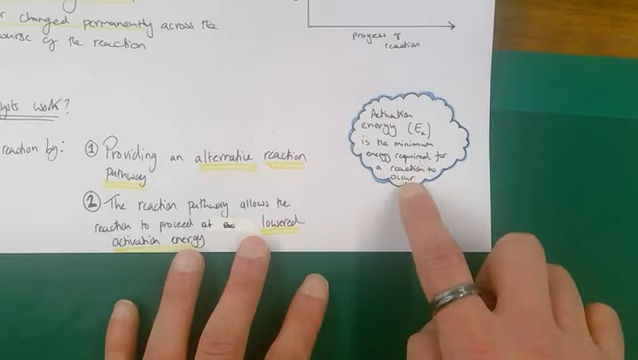 changed permanently across the
course of the reaction
progress of
reaction
work?
reaction by:
① Providing an alternative reaction
pathway
② The reaction pathway allows the
reaction to proceed at
lowered
activation energy
Activation
energy (Ea)
is the minimum
energy required for
a reaction to
occur